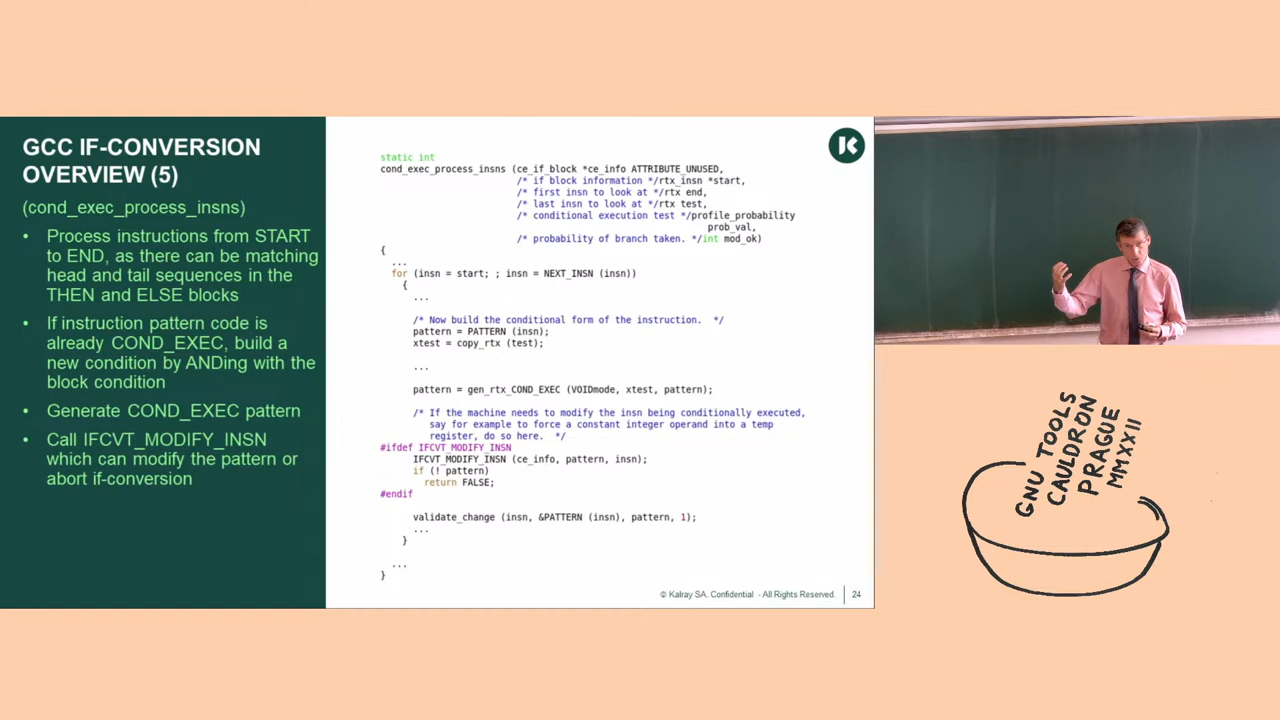 GCC IF-CONVERSION
OVERVIEW (5)
(cond_exec_process_insns)
• Process instructions from START
to END, as there can be matching
head and tail sequences in the
THEN and ELSE blocks
• If instruction pattern code is
already COND_EXEC, build a
new condition by ANDing with the
block condition
• Generate COND_EXEC pattern
• Call IFCVT_MODIFY_INSN
which can modify the pattern or
abort if-conversion
static int
cond_exec_process_insns (ce_if_block *ce_info ATTRIBUTE_UNUSED,
/* if block information */rtx_insn *start,
/* first insn to look at */rtx end,
/* last insn to look at */rtx test,
/* conditional execution test */profile_probability
prob_val,
/* probability of branch taken. */int mod_ok)
{
...
for (insn = start; ; insn = NEXT_INSN (insn))
{
...
/* Now build the conditional form of the instruction.  */
pattern = PATTERN (insn);
xtest = copy_rtx (test);
...
pattern = gen_rtx_COND_EXEC (VOIDmode, xtest, pattern);
/* If the machine needs to modify the insn being conditionally executed,
say for example to force a constant integer operand into a temp
register, do so here.  */
#ifdef IFCVT_MODIFY_INSN
IFCVT_MODIFY_INSN (ce_info, pattern, insn);
if (! pattern)
return FALSE;
#endif
validate_change (insn, &PATTERN (insn), pattern, 1);
...
}
...
}
© Kalray SA. Confidential - All Rights Reserved. 24
GNU TOOLS
CAULDRON
PRAGUE
MMXXII